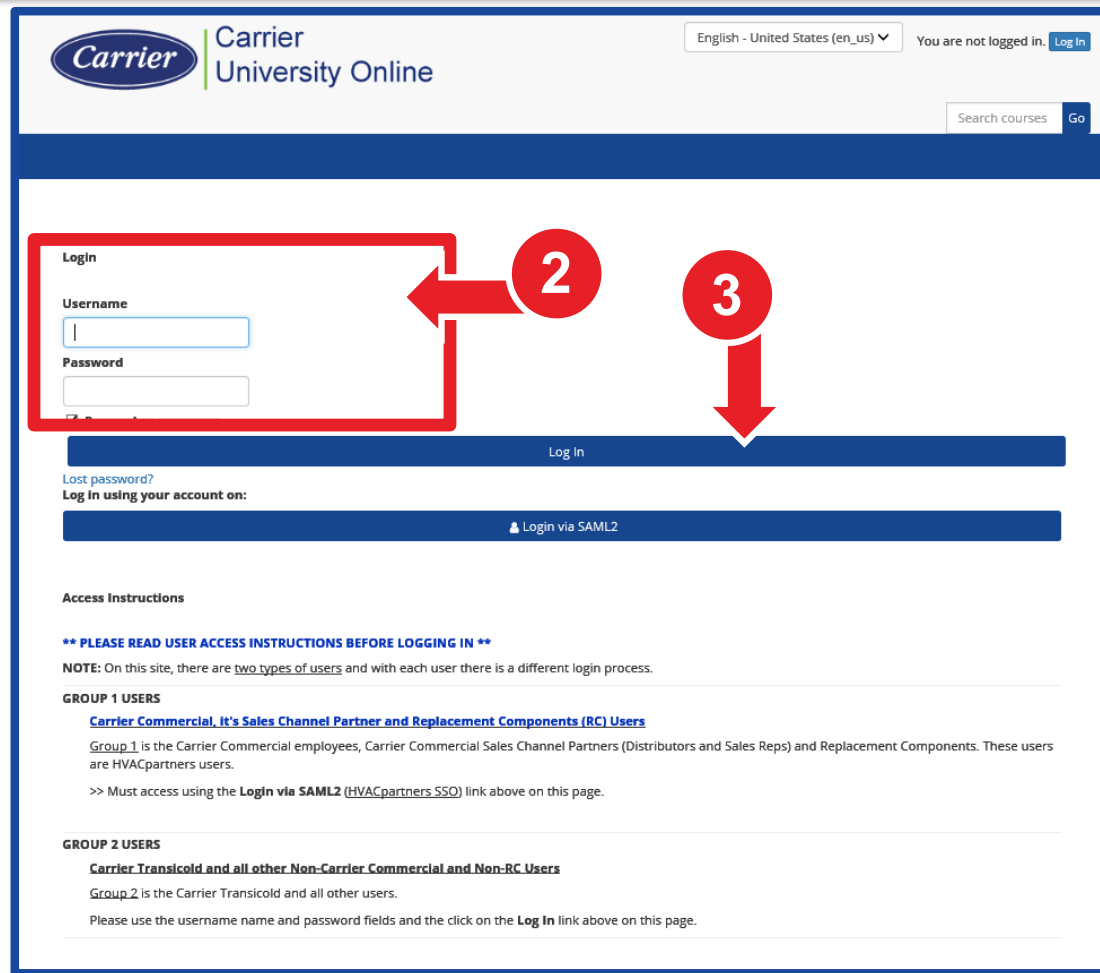 Carrier
Carrier
University Online
English - United States (en_us)
You are not logged in. Log In
Search courses Go
Login
2
3
Username
Password
Log In
Lost password?
Log in using your account on:
Login via SAML2
Access Instructions
** PLEASE READ USER ACCESS INSTRUCTIONS BEFORE LOGGING IN **
NOTE: On this site, there are two types of users and with each user there is a different login process.
GROUP 1 USERS
Carrier Commercial, it's Sales Channel Partner and Replacement Components (RC) Users
Group 1 is the Carrier Commercial employees, Carrier Commercial Sales Channel Partners (Distributors and Sales Reps) and Replacement Components. These users
are HVACpartners users.
>> Must access using the Login via SAML2 (HVACpartners SSO) link above on this page.
GROUP 2 USERS
Carrier Transicold and all other Non-Carrier Commercial and Non-RC Users
Group 2 is the Carrier Transicold and all other users.
Please use the username name and password fields and the click on the Log In link above on this page.